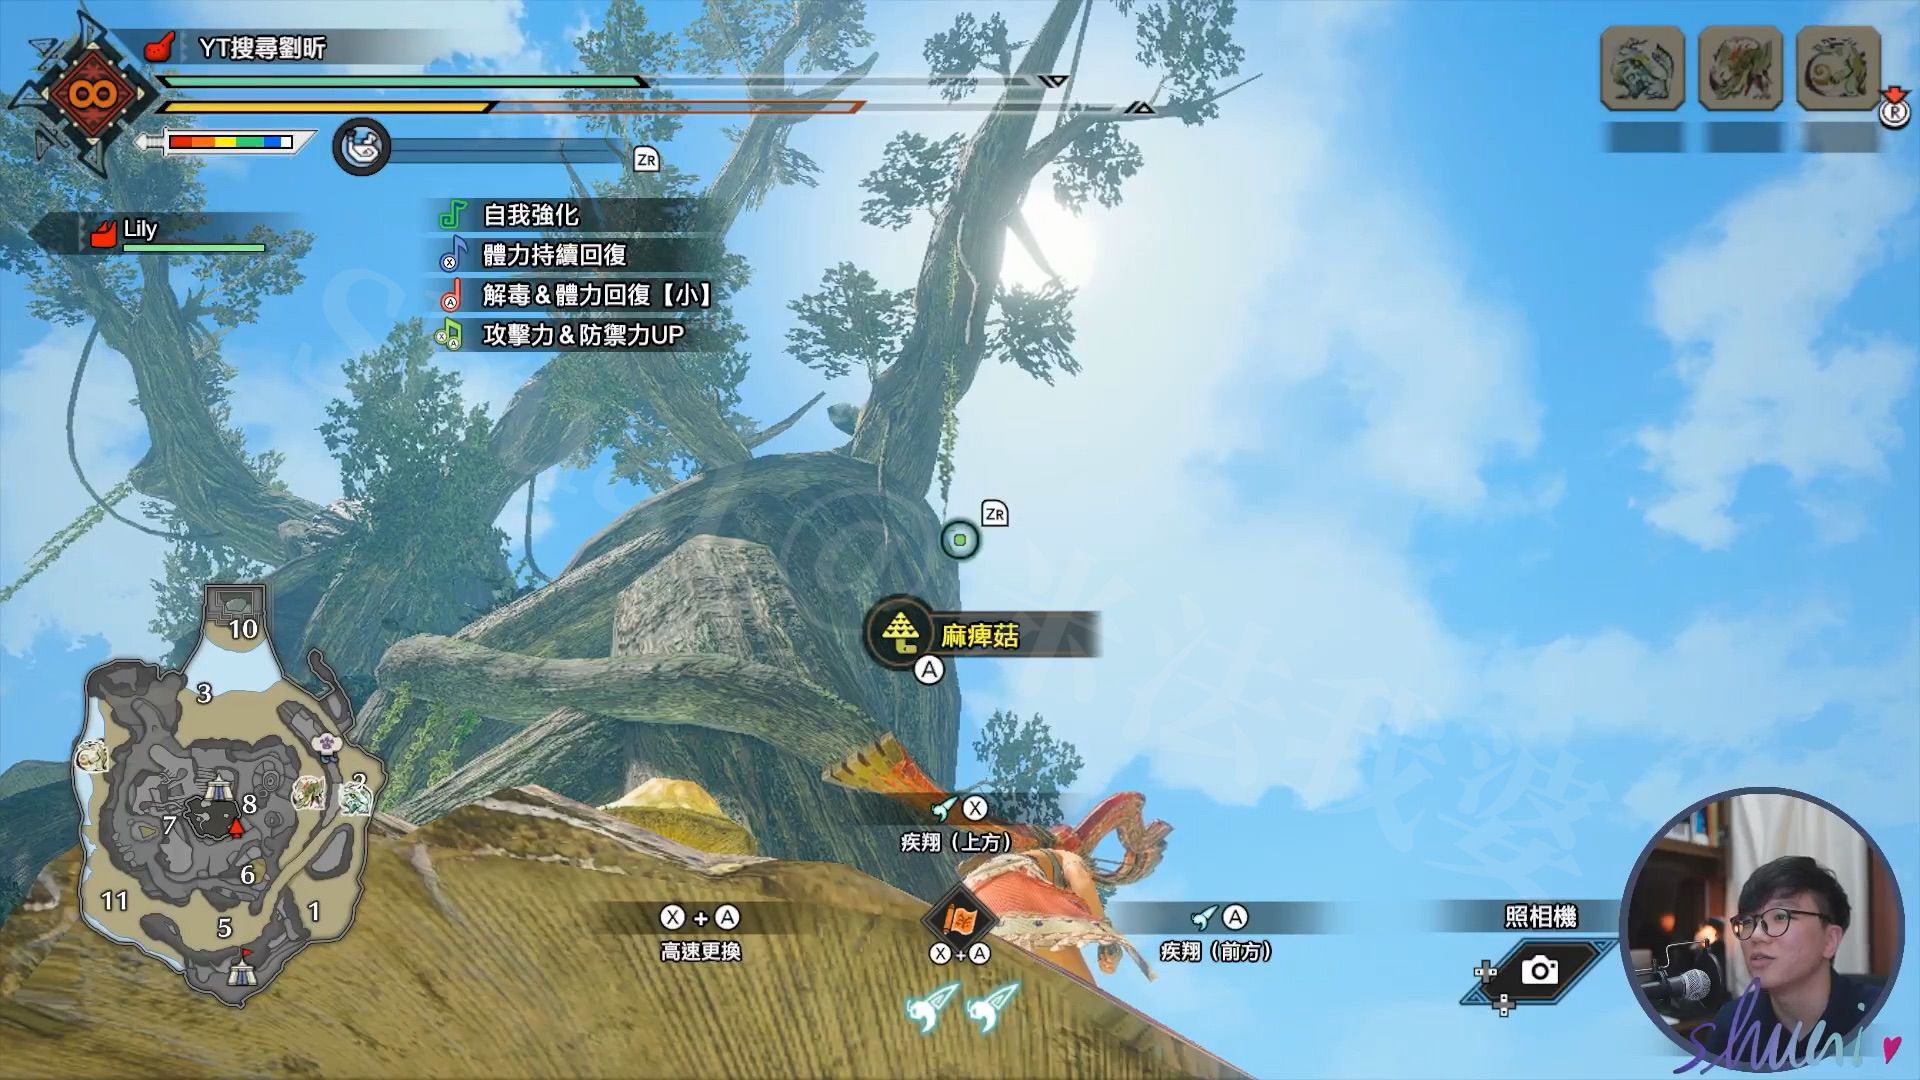 YT搜尋劉昕
ZR
Lily
自我強化
X 體力持續回復
A 解毒&體力回復【小】
X A 攻擊力&防禦力UP
R
ZR
麻痺菇
A
10
3
2
8
7
6
11
5
1
X
疾翔（上方）
X + A
高速更換
X + A
A
疾翔（前方）
照相機
shuni